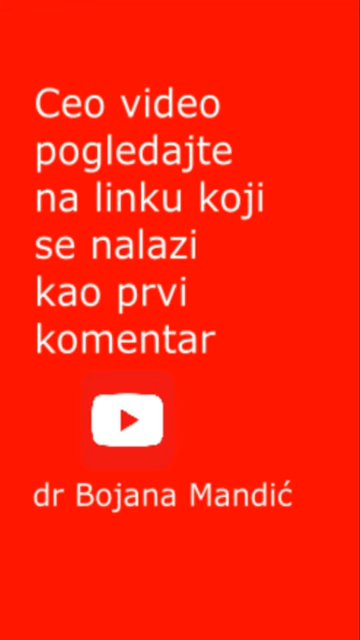 Ceo video
pogledajte
na linku koji
se nalazi
kao prvi
komentar
dr Bojana Mandić